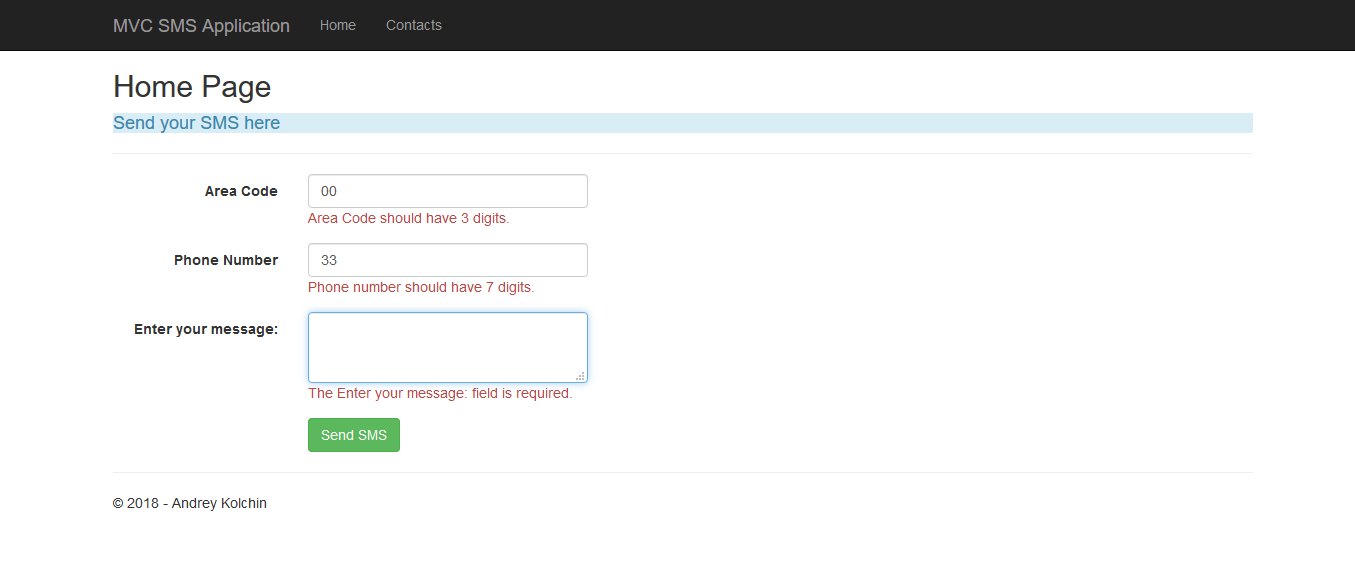 MVC SMS Application Home Contacts
Home Page
Send your SMS here
Area Code 00
Area Code should have 3 digits.
Phone Number 33
Phone number should have 7 digits.
Enter your message:
The Enter your message: field is required.
Send SMS
© 2018 - Andrey Kolchin